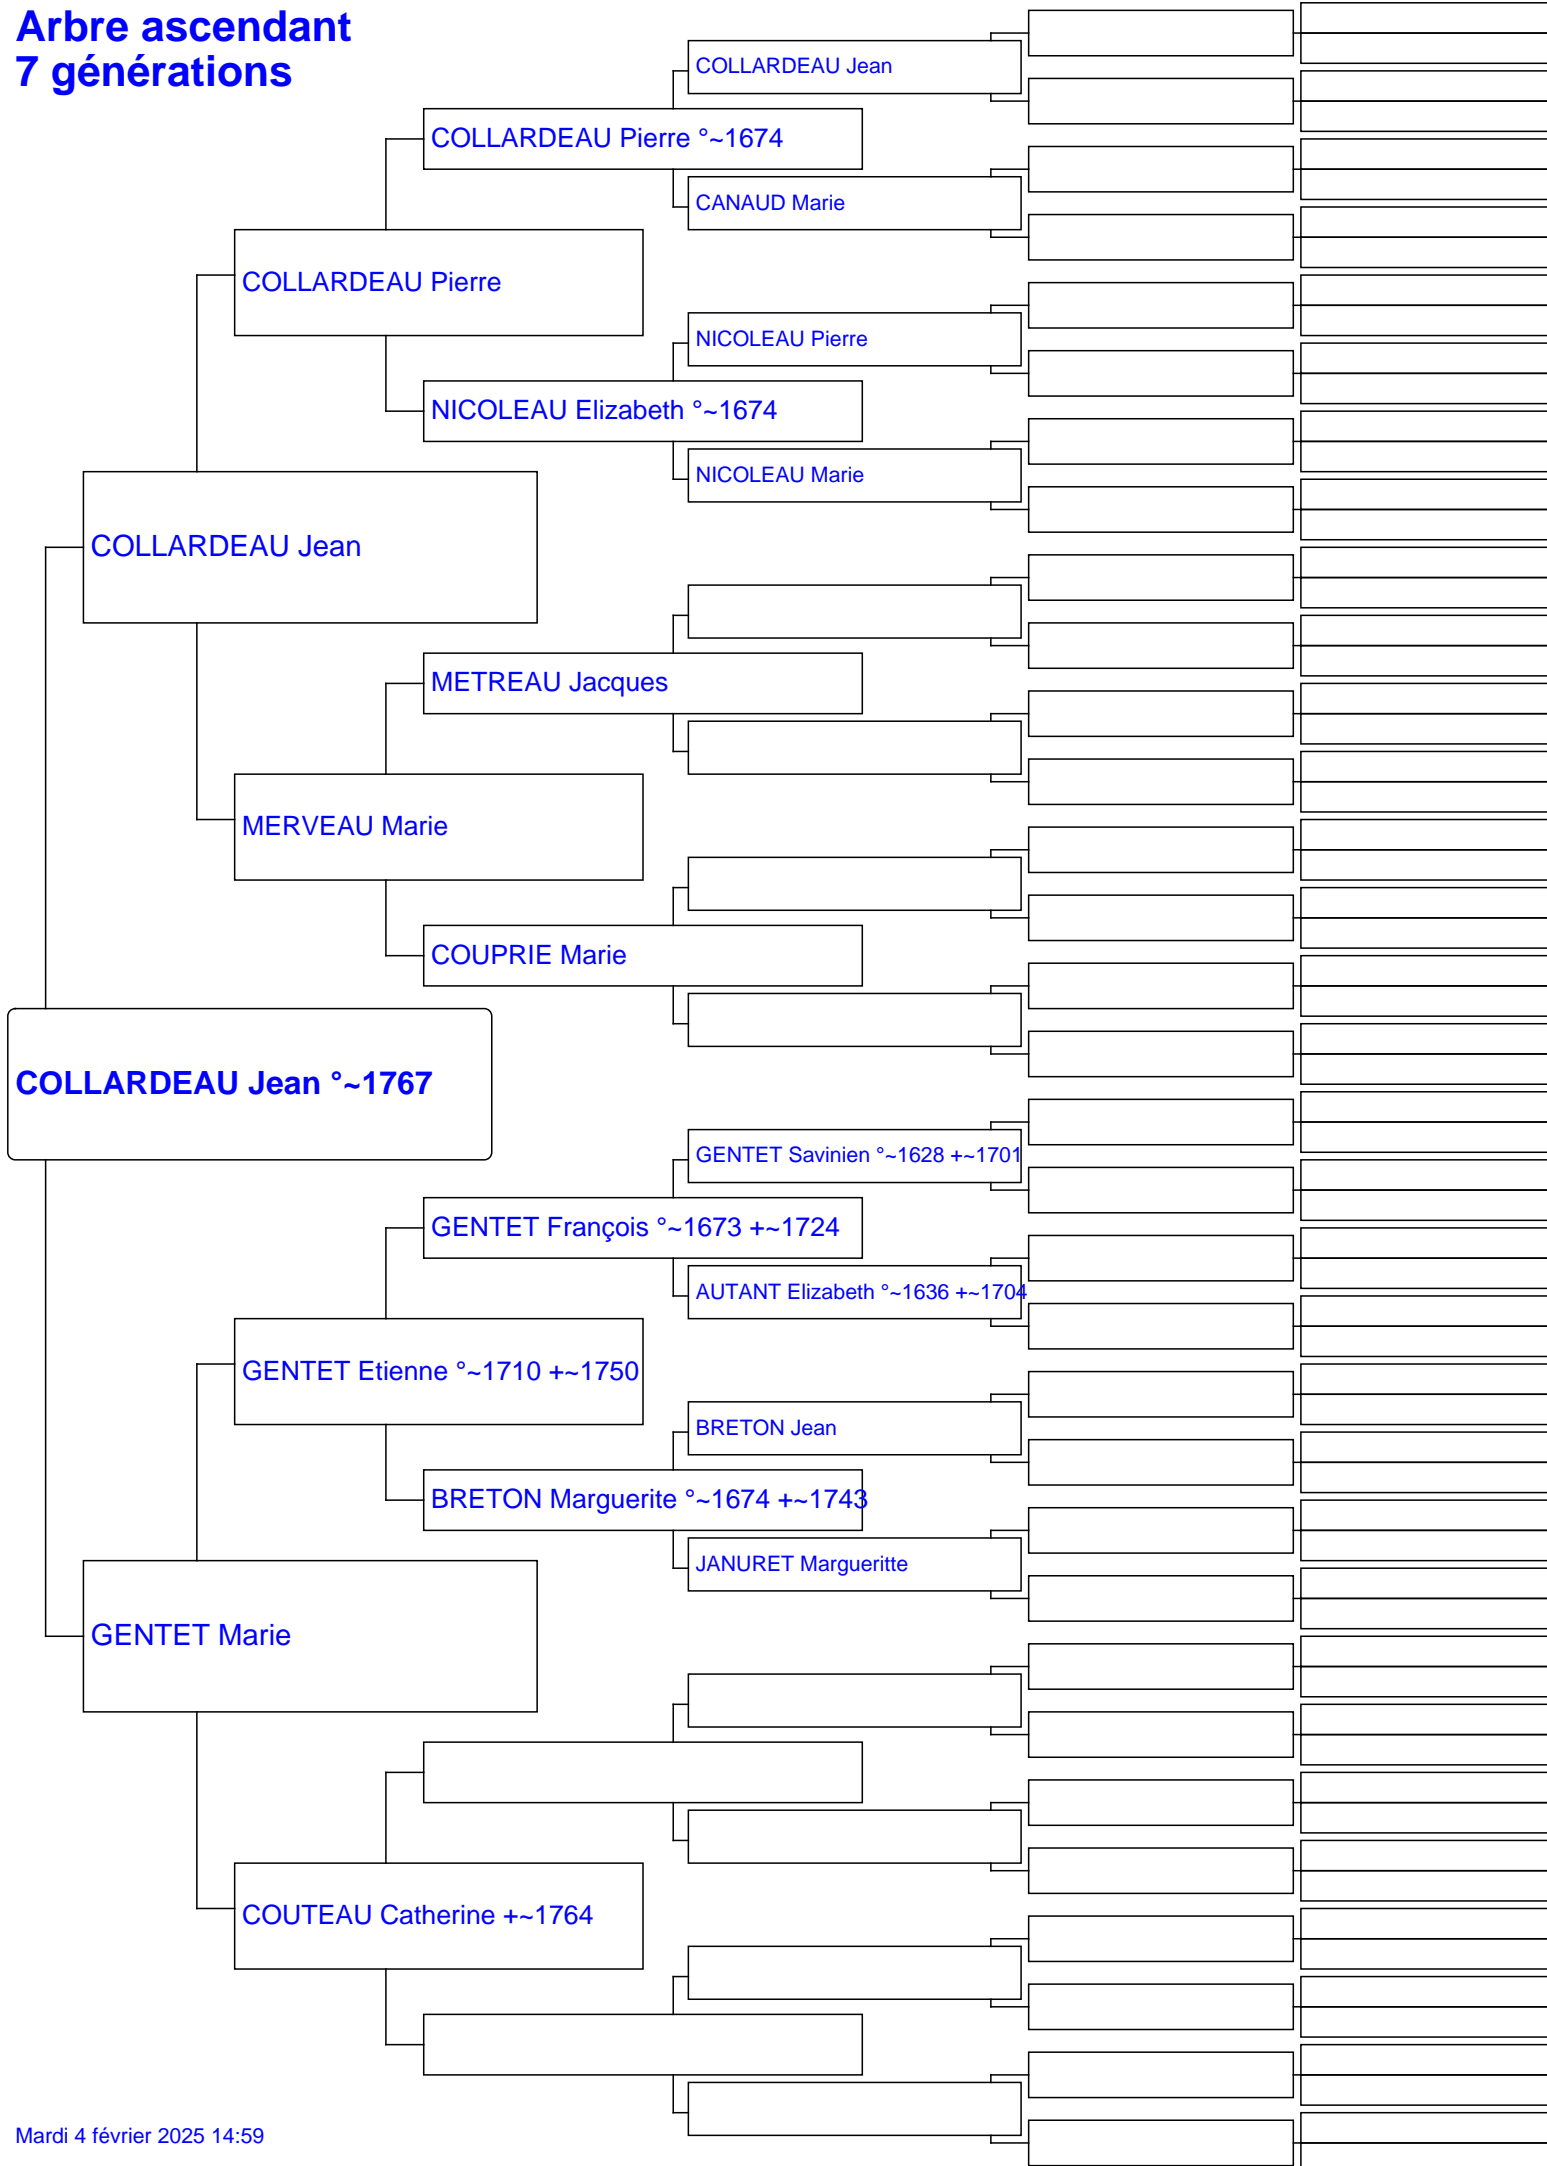 Arbre ascendant
7 générations
COLLARDEAU Jean
COLLARDEAU Pierre °~1674
CANAUD Marie
COLLARDEAU Pierre
NICOLEAU Pierre
NICOLEAU Elizabeth °~1674
NICOLEAU Marie
COLLARDEAU Jean
METREAU Jacques
MERVEAU Marie
COUPRIE Marie
COLLARDEAU Jean °~1767
GENTET Savinien °~1628 +~1701
GENTET François °~1673 +~1724
AUTANT Elizabeth °~1636 +~1704
GENTET Etienne °~1710 +~1750
BRETON Jean
BRETON Marguerite °~1674 +~1743
JANURET Margueritte
GENTET Marie
COUTEAU Catherine +~1764
Mardi 4 février 2025 14:59